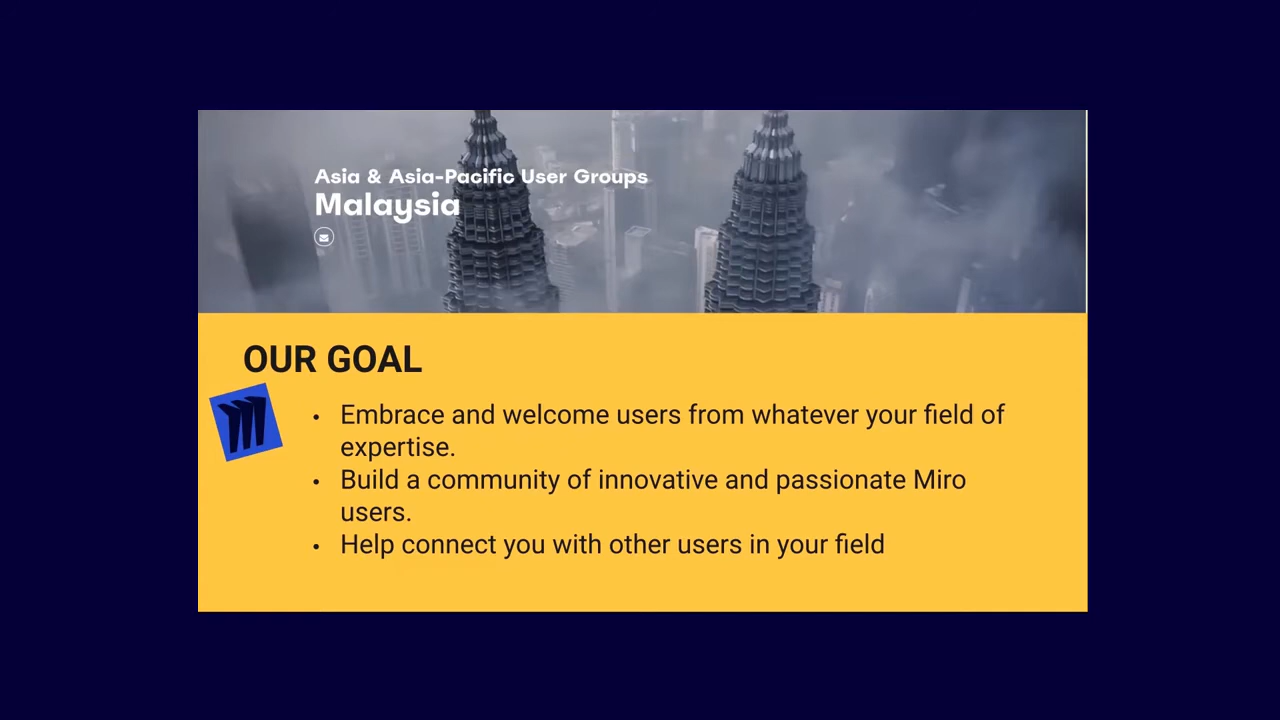 Asia & Asia-Pacific User Groups
Malaysia
OUR GOAL
• Embrace and welcome users from whatever your field of
expertise.
• Build a community of innovative and passionate Miro
users.
• Help connect you with other users in your field